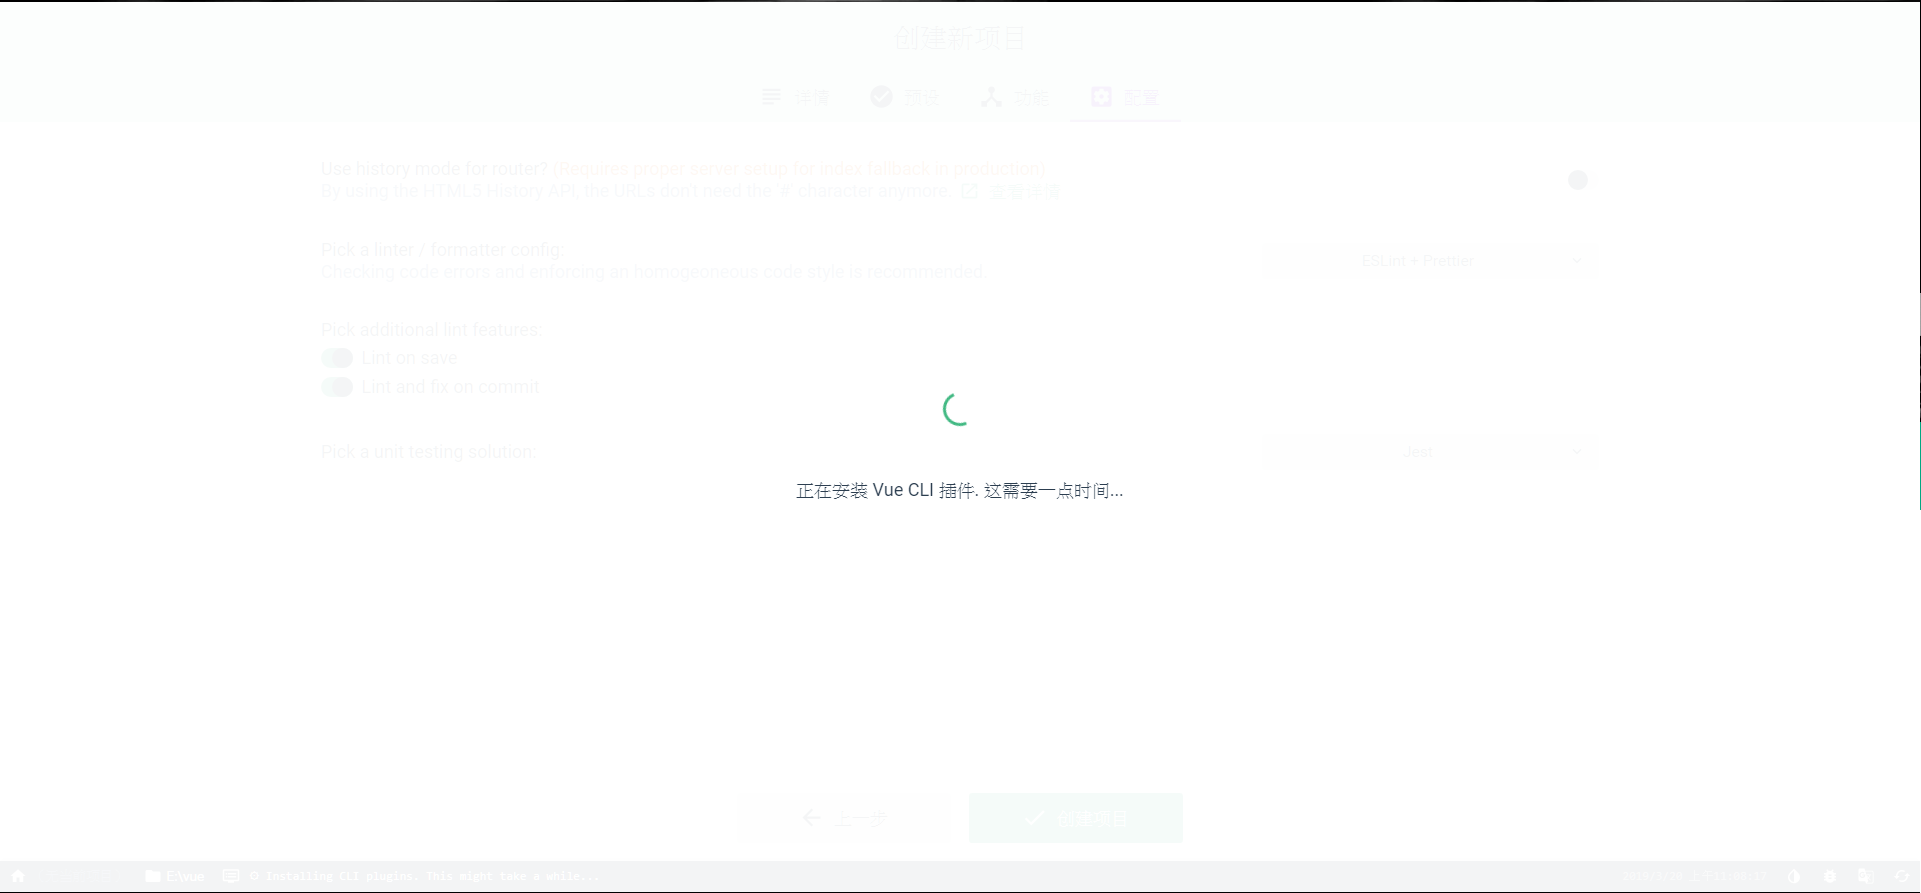 创建新项目
详情 预设 功能 配置
Use history mode for router? (Requires proper server setup for index fallback in production)
By using the HTML5 History API, the URLs don't need the '#' character anymore. 查看详情
Pick a linter / formatter config:
Checking code errors and enforcing an homogeoneous code style is recommended.
ESLint + Prettier
Pick additional lint features:
Lint on save
Lint and fix on commit
Pick a unit testing solution:
Jest
正在安装 Vue CLI 插件. 这需要一点时间...
上一步
创建项目
E:\vue
Installing CLI plugins. This might take a while...